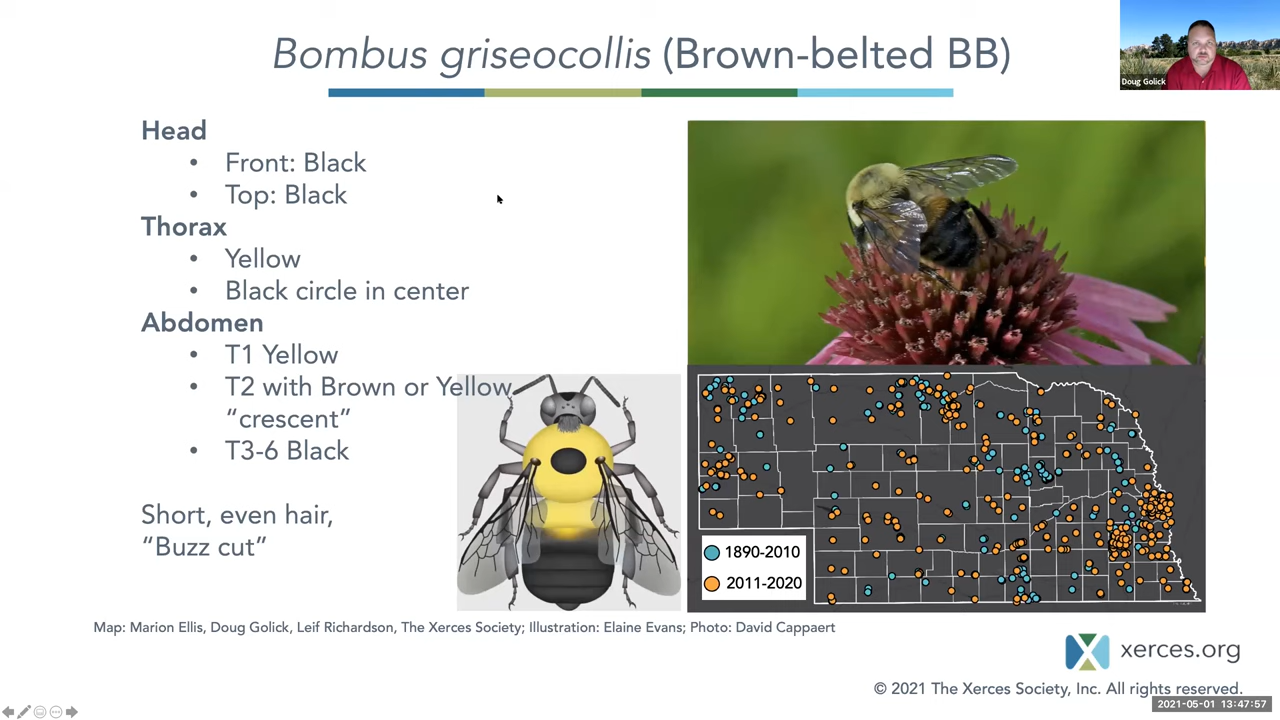 Bombus griseocollis (Brown-belted BB)
Doug Golick
Head
• Front: Black
• Top: Black
Thorax
• Yellow
• Black circle in center
Abdomen
• T1 Yellow
• T2 with Brown or Yellow
“crescent”
• T3-6 Black
Short, even hair,
“Buzz cut”
1890-2010
2011-2020
Map: Marion Ellis, Doug Golick, Leif Richardson, The Xerces Society; Illustration: Elaine Evans; Photo: David Cappaert
xerces.org
© 2021 The Xerces Society, Inc. All rights reserved.
2021-05-01 13:47:57